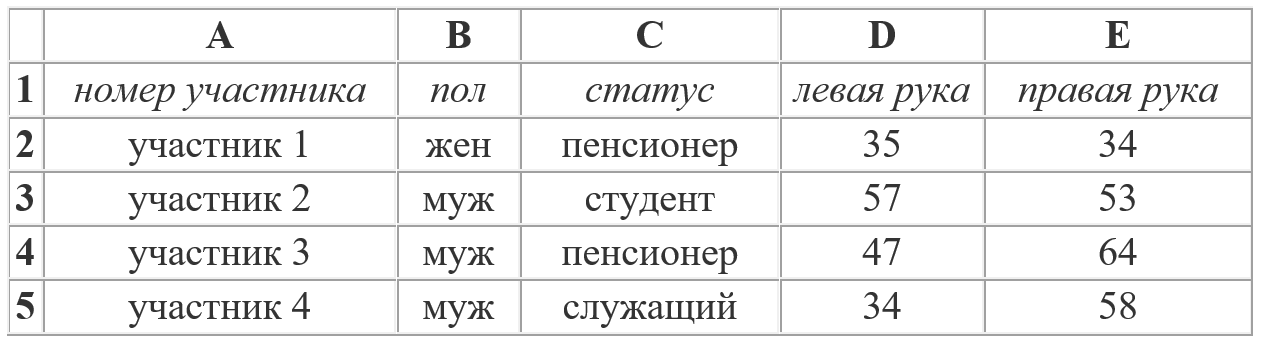 A B C D E
1 номер участника пол статус левая рука правая рука
2 участник 1 жен пенсионер 35 34
3 участник 2 муж студент 57 53
4 участник 3 муж пенсионер 47 64
5 участник 4 муж служащий 34 58